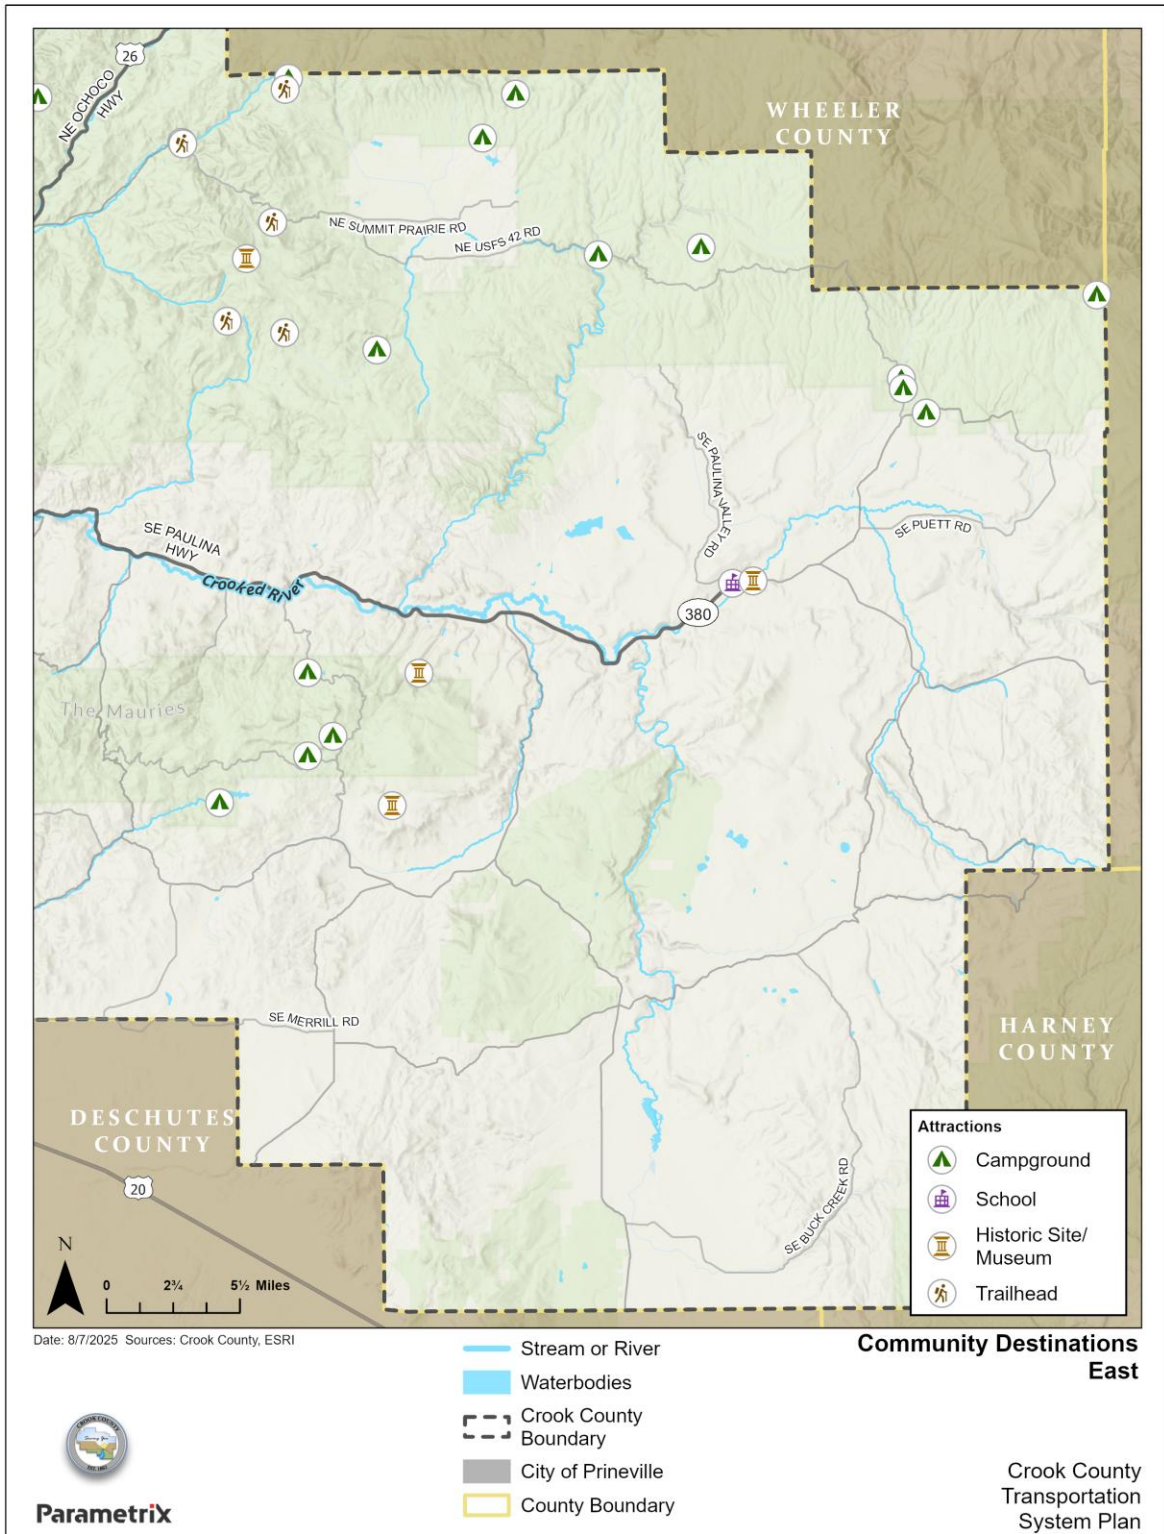 26
NE OCHOCO
HWY
WHEELER
COUNTY
NE SUMMIT PRAIRIE RD
NE USFS 42 RD
SE PAULINA VALLEY RD
SE PUETT RD
SE PAULINA
HWY
Crooked River
380
The Mauries
SE MERRILL RD
HARNEY
COUNTY
DESCHUTES
COUNTY
20
SE BUCK CREEK RD
N
0 2¾ 5½ Miles
Attractions
Campground
School
Historic Site/
Museum
Trailhead
Date: 8/7/2025 Sources: Crook County, ESRI
Stream or River
Waterbodies
Crook County
Boundary
City of Prineville
County Boundary
Community Destinations
East
CROOK COUNTY
Parametrix
Crook County
Transportation
System Plan